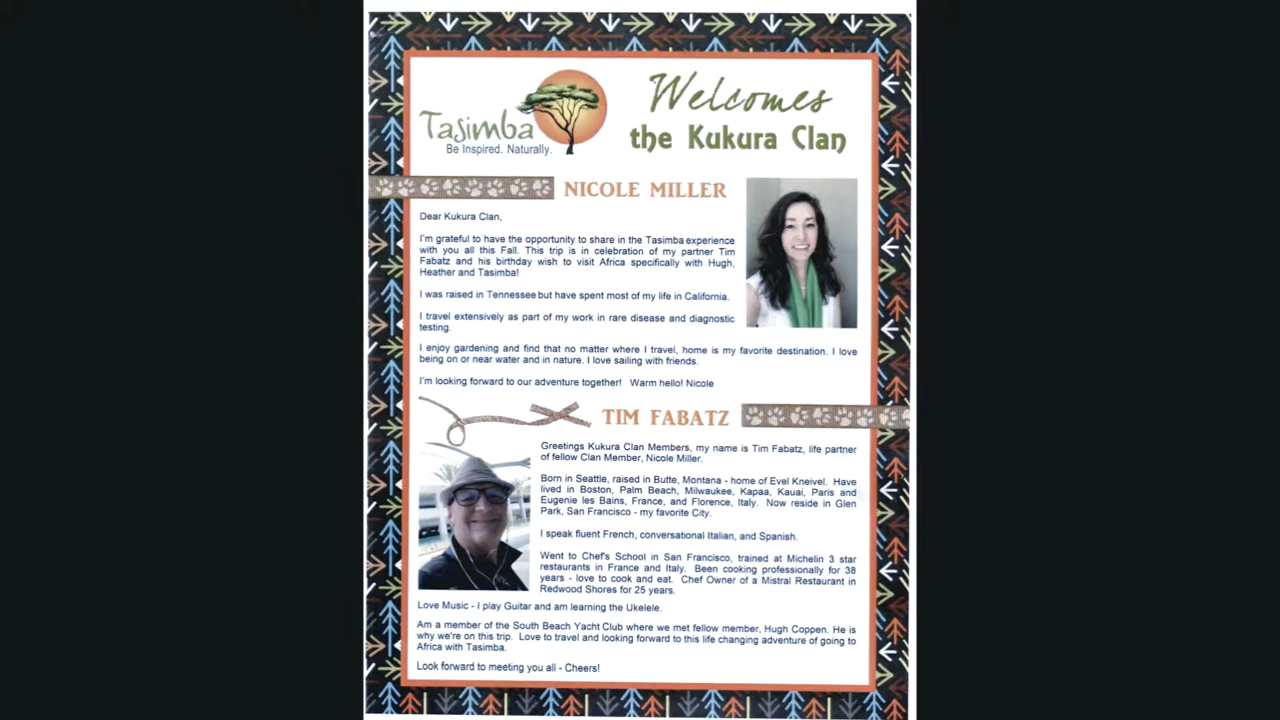 Tasimba
Be Inspired. Naturally.
Welcomes
the Kukura Clan
NICOLE MILLER
Dear Kukura Clan,
I'm grateful to have the opportunity to share in the Tasimba experience
with you all this Fall. This trip is in celebration of my partner Tim
Fabatz and his birthday wish to visit Africa specifically with Hugh,
Heather and Tasimba!
I was raised in Tennessee but have spent most of my life in California.
I travel extensively as part of my work in rare disease and diagnostic
testing.
I enjoy gardening and find that no matter where I travel, home is my favorite destination. I love
being on or near water and in nature. I love sailing with friends.
I'm looking forward to our adventure together! Warm hello! Nicole
TIM FABATZ
Greetings Kukura Clan Members, my name is Tim Fabatz, life partner
of fellow Clan Member, Nicole Miller.
Born in Seattle, raised in Butte, Montana - home of Evel Kneivel. Have
lived in Boston, Palm Beach, Milwaukee, Kapaa, Kauai, Paris and
Eugenie les Bains, France, and Florence, Italy. Now reside in Glen
Park, San Francisco - my favorite City.
I speak fluent French, conversational Italian, and Spanish.
Went to Chef's School in San Francisco, trained at Michelin 3 star
restaurants in France and Italy. Been cooking professionally for 38
years - love to cook and eat. Chef Owner of a Mistral Restaurant in
Redwood Shores for 25 years.
Love Music - I play Guitar and am learning the Ukelele.
Am a member of the South Beach Yacht Club where we met fellow member, Hugh Coppen. He is
why we're on this trip. Love to travel and looking forward to this life changing adventure of going to
Africa with Tasimba.
Look forward to meeting you all - Cheers!